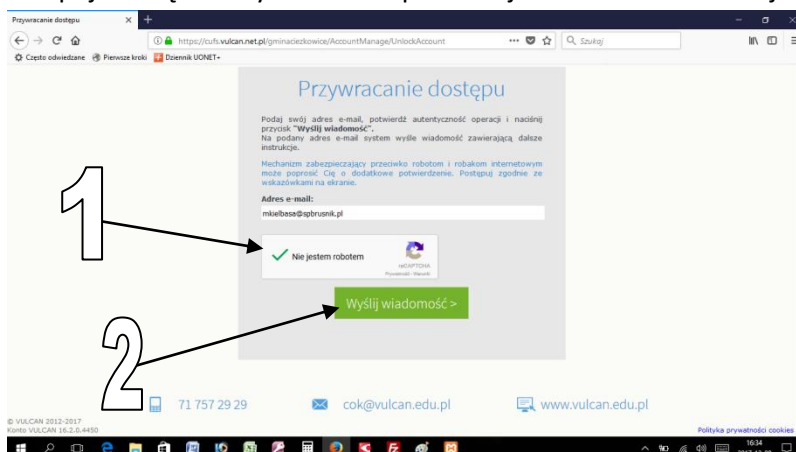 Przywracanie dostępu
https://cufs.vulcan.net.pl/gminaciezkowice/AccountManage/UnlockAccount
Szukaj
Często odwiedzane Pierwsze kroki Dziennik UONET+
Przywracanie dostępu
Podaj swój adres e-mail, potwierdź autentyczność operacji i naciśnij
przycisk "Wyślij wiadomość".
Na podany adres e-mail system wyśle wiadomość zawierającą dalsze
instrukcje.
Mechanizm zabezpieczający przeciwko robotom i robakom internetowym
może poprosić Cię o dodatkowe potwierdzenie. Postępuj zgodnie ze
wskazówkami na ekranie.
Adres e-mail:
mkielbasa@spbrusnik.pl
1
Nie jestem robotem
reCAPTCHA
Prywatność - Warunki
Wyślij wiadomość >
2
71 757 29 29 cok@vulcan.edu.pl www.vulcan.edu.pl
© VULCAN 2012-2017
Konto VULCAN 16.2.0.4450
Polityka prywatności cookies
16:34